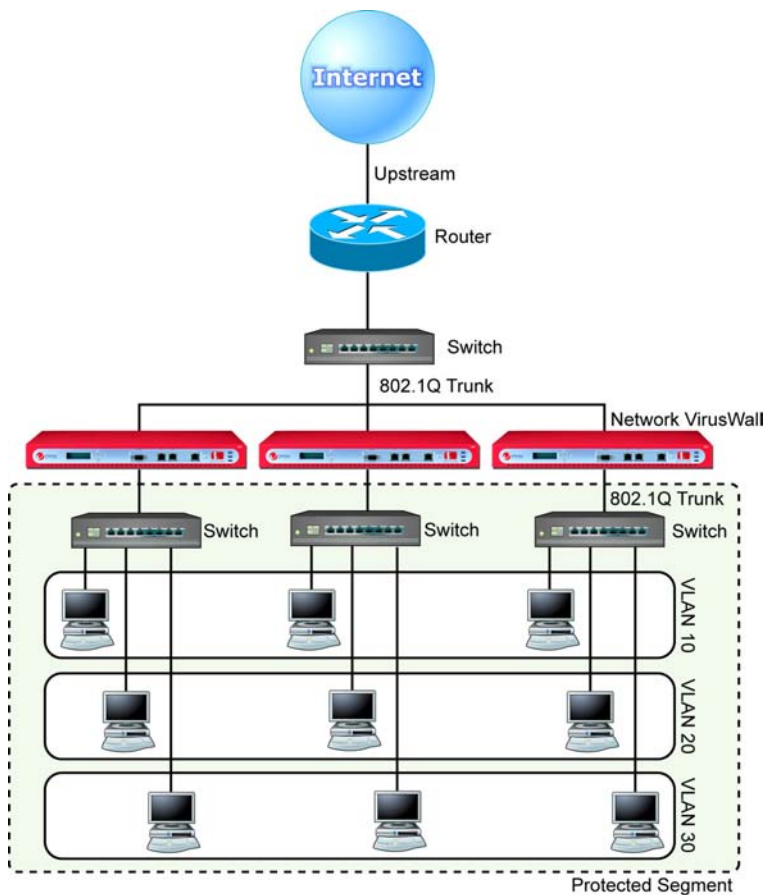 Internet
Upstream
Router
Switch
802.1Q Trunk
Network VirusWall
802.1Q Trunk
Switch
Switch
Switch
VLAN 10
VLAN 20
VLAN 30
Protected Segment